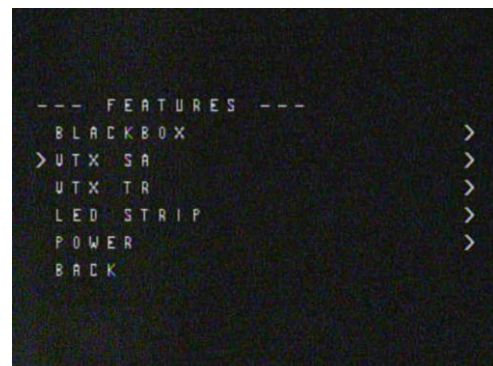 --- FEATURES ---
BLACKBOX >
>VTX SA >
VTX TR >
LED STRIP >
POWER >
BACK